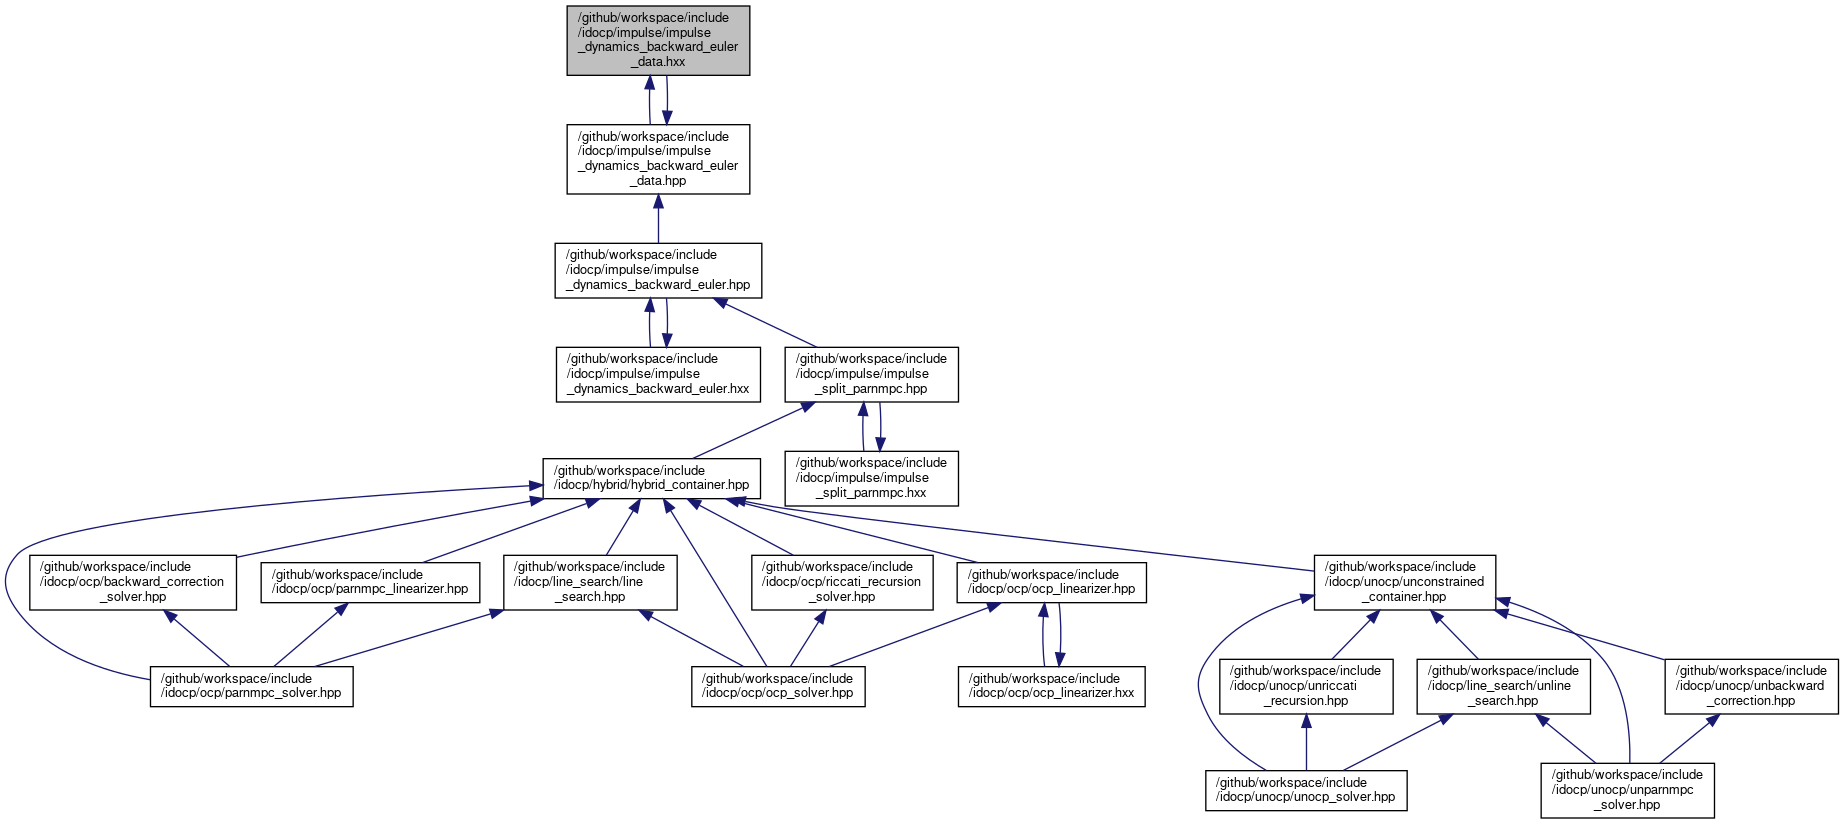 /github/workspace/include
/idocp/impulse/impulse
_dynamics_backward_euler
_data.hxx
/github/workspace/include
/idocp/impulse/impulse
_dynamics_backward_euler
_data.hpp
/github/workspace/include
/idocp/impulse/impulse
_dynamics_backward_euler.hpp
/github/workspace/include
/idocp/impulse/impulse
_dynamics_backward_euler.hxx
/github/workspace/include
/idocp/impulse/impulse
_split_parnmpc.hpp
/github/workspace/include
/idocp/hybrid/hybrid_container.hpp
/github/workspace/include
/idocp/impulse/impulse
_split_parnmpc.hxx
/github/workspace/include
/idocp/ocp/backward_correction
_solver.hpp
/github/workspace/include
/idocp/ocp/parnmpc_linearizer.hpp
/github/workspace/include
/idocp/line_search/line
_search.hpp
/github/workspace/include
/idocp/ocp/riccati_recursion
_solver.hpp
/github/workspace/include
/idocp/ocp/ocp_linearizer.hpp
/github/workspace/include
/idocp/unocp/unconstrained
_container.hpp
/github/workspace/include
/idocp/ocp/parnmpc_solver.hpp
/github/workspace/include
/idocp/ocp/ocp_solver.hpp
/github/workspace/include
/idocp/ocp/ocp_linearizer.hxx
/github/workspace/include
/idocp/unocp/unriccati
_recursion.hpp
/github/workspace/include
/idocp/line_search/unline
_search.hpp
/github/workspace/include
/idocp/unocp/unbackward
_correction.hpp
/github/workspace/include
/idocp/unocp/unocp_solver.hpp
/github/workspace/include
/idocp/unocp/unparnmpc
_solver.hpp